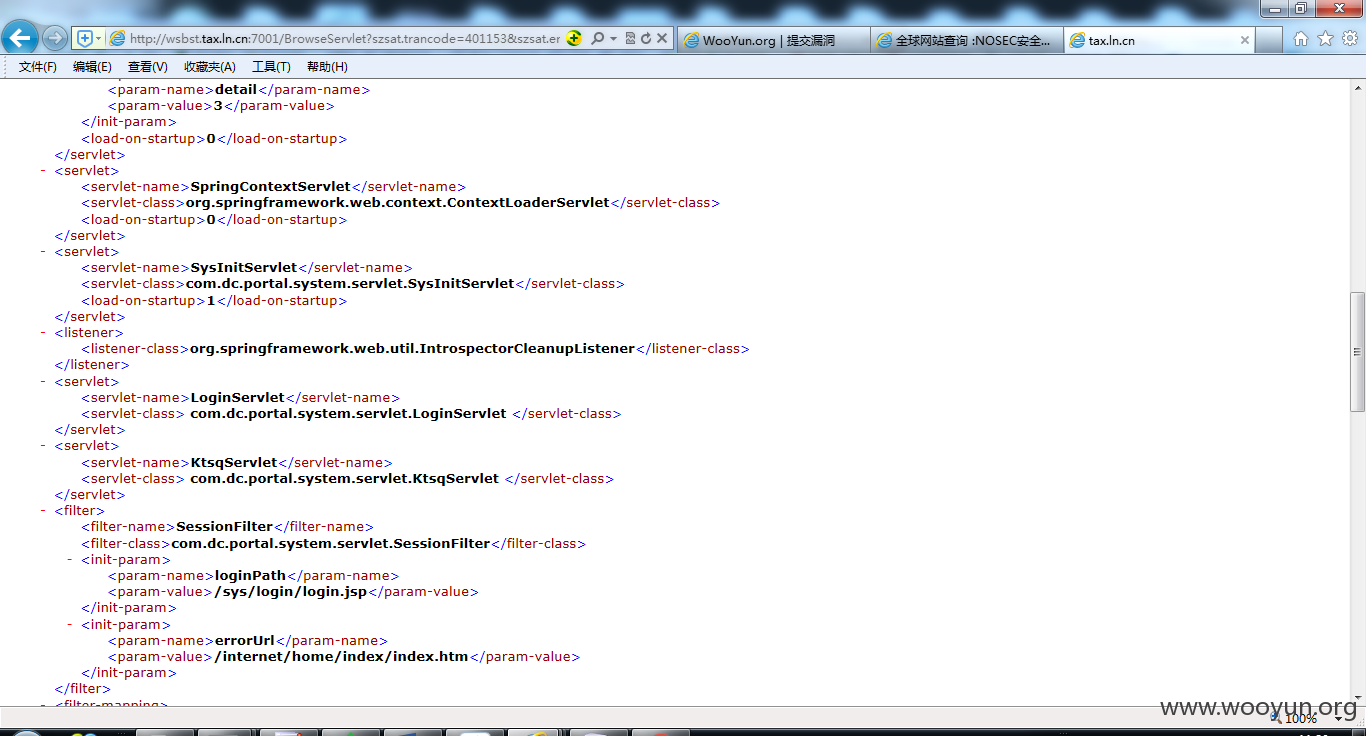 http://wsbst.tax.ln.cn:7001/BrowseServlet?szsat.trancode=401153&szsat.er
WooYun.org | 提交漏洞
全球网站查询 :NOSEC安全...
tax.ln.cn
文件(F) 编辑(E) 查看(V) 收藏夹(A) 工具(T) 帮助(H)
<param-name>detail</param-name>
<param-value>3</param-value>
</init-param>
<load-on-startup>0</load-on-startup>
</servlet>
- <servlet>
<servlet-name>SpringContextServlet</servlet-name>
<servlet-class>org.springframework.web.context.ContextLoaderServlet</servlet-class>
<load-on-startup>0</load-on-startup>
</servlet>
- <servlet>
<servlet-name>SysInitServlet</servlet-name>
<servlet-class>com.dc.portal.system.servlet.SysInitServlet</servlet-class>
<load-on-startup>1</load-on-startup>
</servlet>
- <listener>
<listener-class>org.springframework.web.util.IntrospectorCleanupListener</listener-class>
</listener>
- <servlet>
<servlet-name>LoginServlet</servlet-name>
<servlet-class> com.dc.portal.system.servlet.LoginServlet </servlet-class>
</servlet>
- <servlet>
<servlet-name>KtsqServlet</servlet-name>
<servlet-class> com.dc.portal.system.servlet.KtsqServlet </servlet-class>
</servlet>
- <filter>
<filter-name>SessionFilter</filter-name>
<filter-class>com.dc.portal.system.servlet.SessionFilter</filter-class>
- <init-param>
<param-name>loginPath</param-name>
<param-value>/sys/login/login.jsp</param-value>
</init-param>
- <init-param>
<param-name>errorUrl</param-name>
<param-value>/internet/home/index/index.htm</param-value>
</init-param>
</filter>
- <filter-mapping>
www.wooyun.org
100%